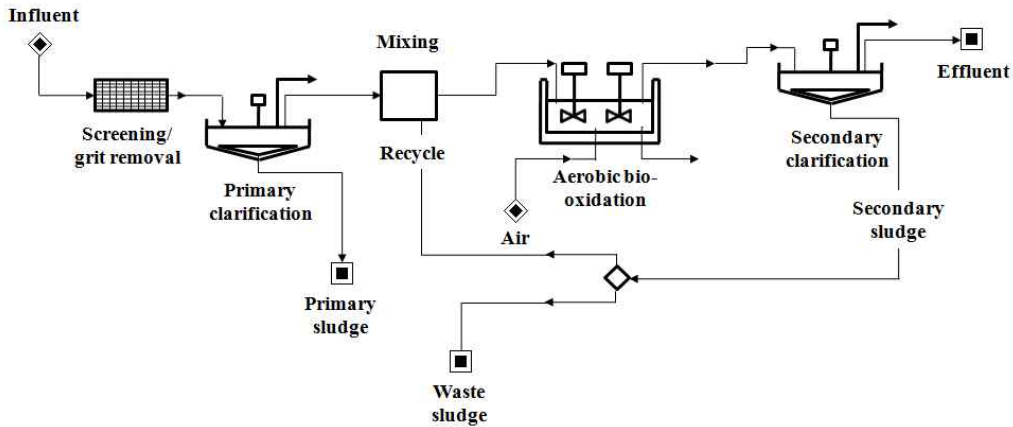 Influent
Mixing
Effluent
Screening/
grit removal
Recycle
Secondary
clarification
Primary
clarification
Aerobic bio-
oxidation
Air
Secondary
sludge
Primary
sludge
Waste
sludge